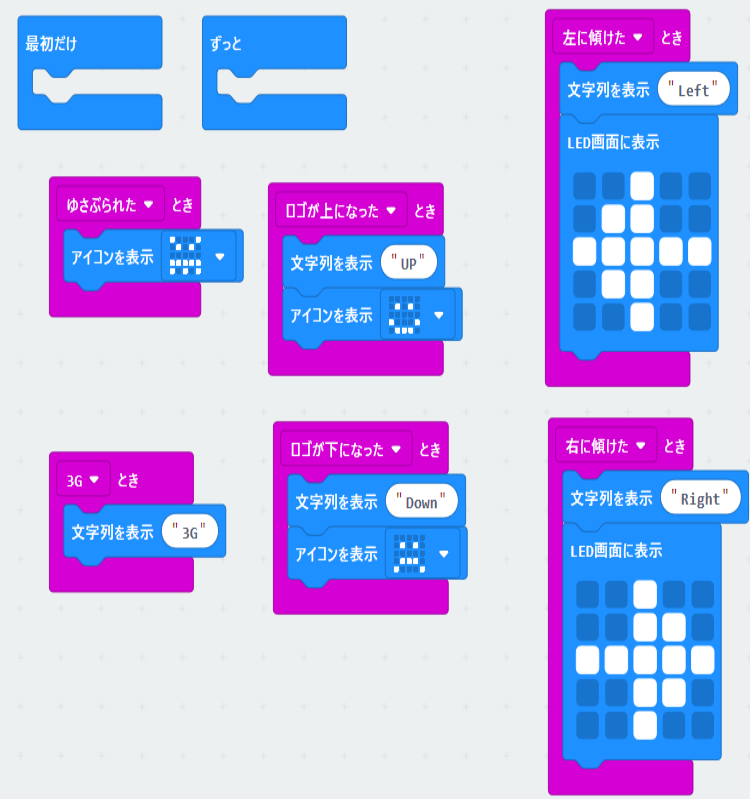 最初だけ
ずっと
ゆさぶられた とき
アイコンを表示
ロゴが上になった とき
文字列を表示 "UP"
アイコンを表示
3G とき
文字列を表示 "3G"
ロゴが下になった とき
文字列を表示 "Down"
アイコンを表示
左に傾けた とき
文字列を表示 "Left"
LED画面に表示
右に傾けた とき
文字列を表示 "Right"
LED画面に表示